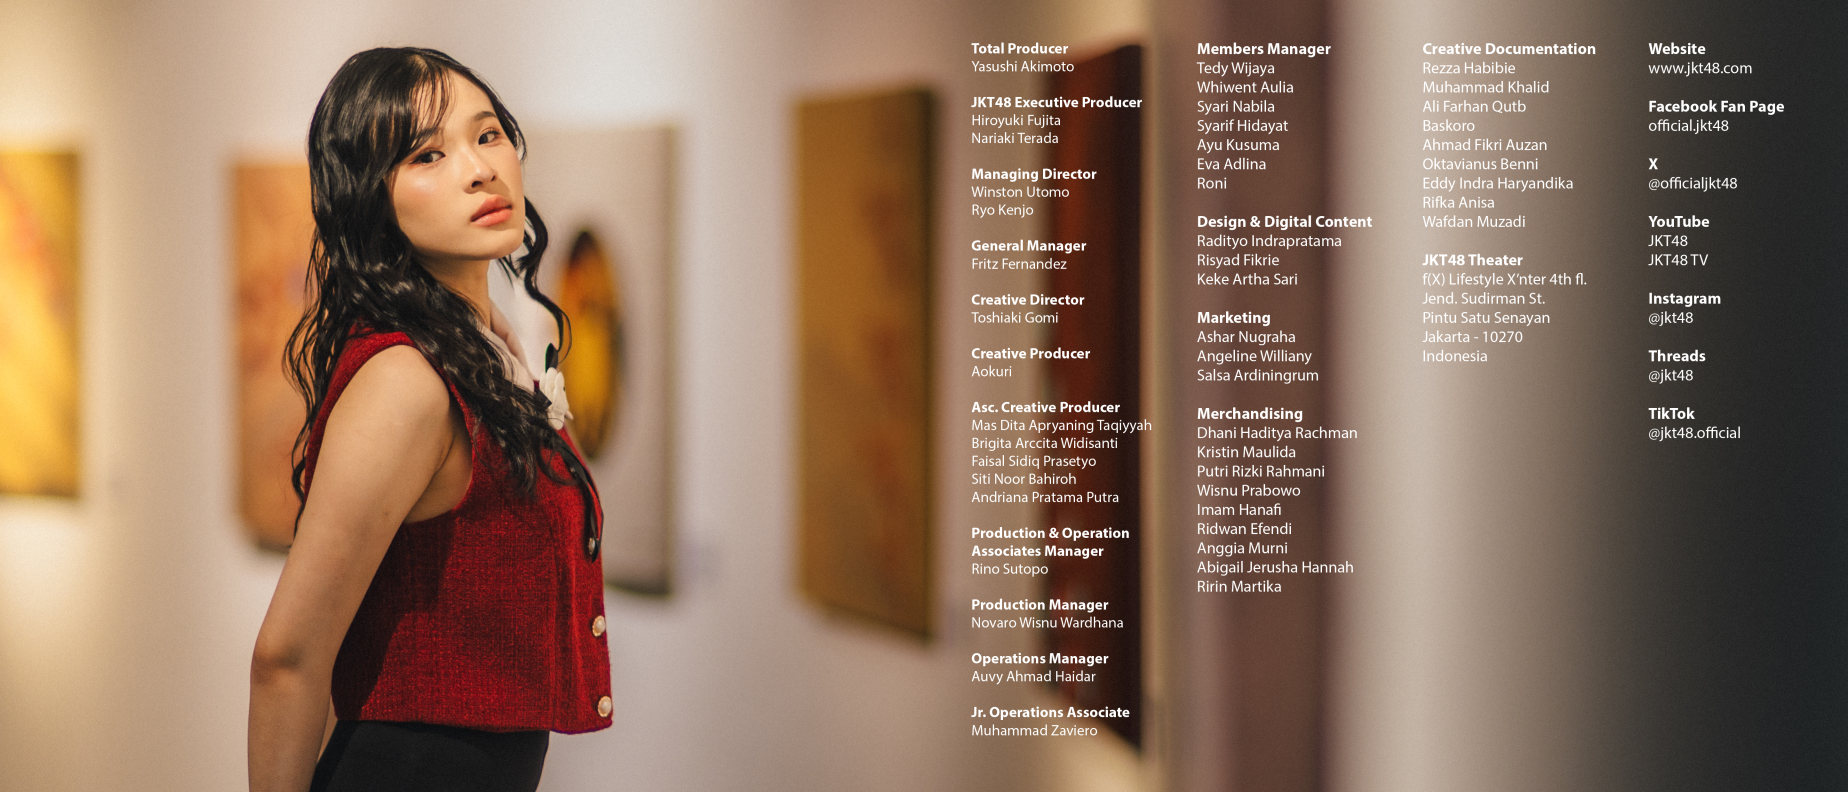 Total Producer
Yasushi Akimoto
JKT48 Executive Producer
Hiroyuki Fujita
Nariaki Terada
Managing Director
Winston Utomo
Ryo Kenjo
General Manager
Fritz Fernandez
Creative Director
Toshiaki Gomi
Creative Producer
Aokuri
Asc. Creative Producer
Mas Dita Apryaning Taqiyyah
Brigita Arccita Widisanti
Faisal Sidiq Prasetyo
Siti Noor Bahiroh
Andriana Pratama Putra
Production & Operation
Associates Manager
Rino Sutopo
Production Manager
Novaro Wisnu Wardhana
Operations Manager
Auvy Ahmad Haidar
Jr. Operations Associate
Muhammad Zaviero
Members Manager
Tedy Wijaya
Whiwent Aulia
Syari Nabila
Syarif Hidayat
Ayu Kusuma
Eva Adlina
Roni
Design & Digital Content
Radityo Indrapratama
Risyad Fikrie
Keke Artha Sari
Marketing
Ashar Nugraha
Angeline Williany
Salsa Ardiningrum
Merchandising
Dhani Haditya Rachman
Kristin Maulida
Putri Rizki Rahmani
Wisnu Prabowo
Imam Hanafi
Ridwan Efendi
Anggia Murni
Abigail Jerusha Hannah
Ririn Martika
Creative Documentation
Rezza Habibie
Muhammad Khalid
Ali Farhan Qutb
Baskoro
Ahmad Fikri Auzan
Oktavianus Benni
Eddy Indra Haryandika
Rifka Anisa
Wafdan Muzadi
JKT48 Theater
f(X) Lifestyle X’nter 4th fl.
Jend. Sudirman St.
Pintu Satu Senayan
Jakarta - 10270
Indonesia
Website
www.jkt48.com
Facebook Fan Page
official.jkt48
X
@officialjkt48
YouTube
JKT48
JKT48 TV
Instagram
@jkt48
Threads
@jkt48
TikTok
@jkt48.official